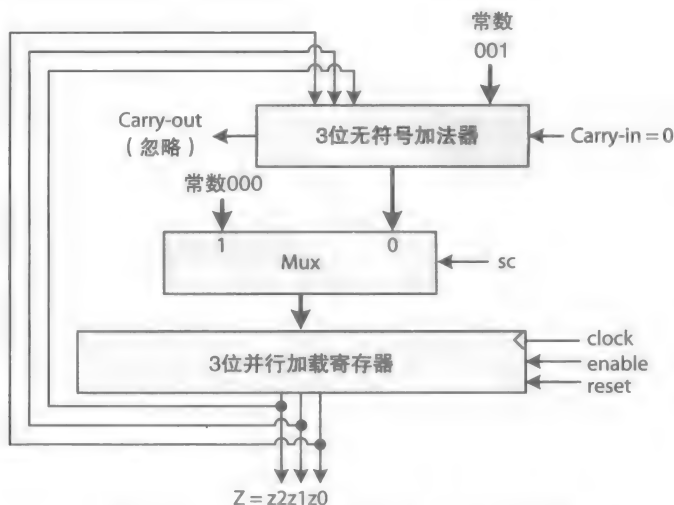 常数
001
Carry-out
（忽略）
3位无符号加法器
Carry-in = 0
常数000
1
0
Mux
sc
3位并行加载寄存器
clock
enable
reset
Z = z2z1z0